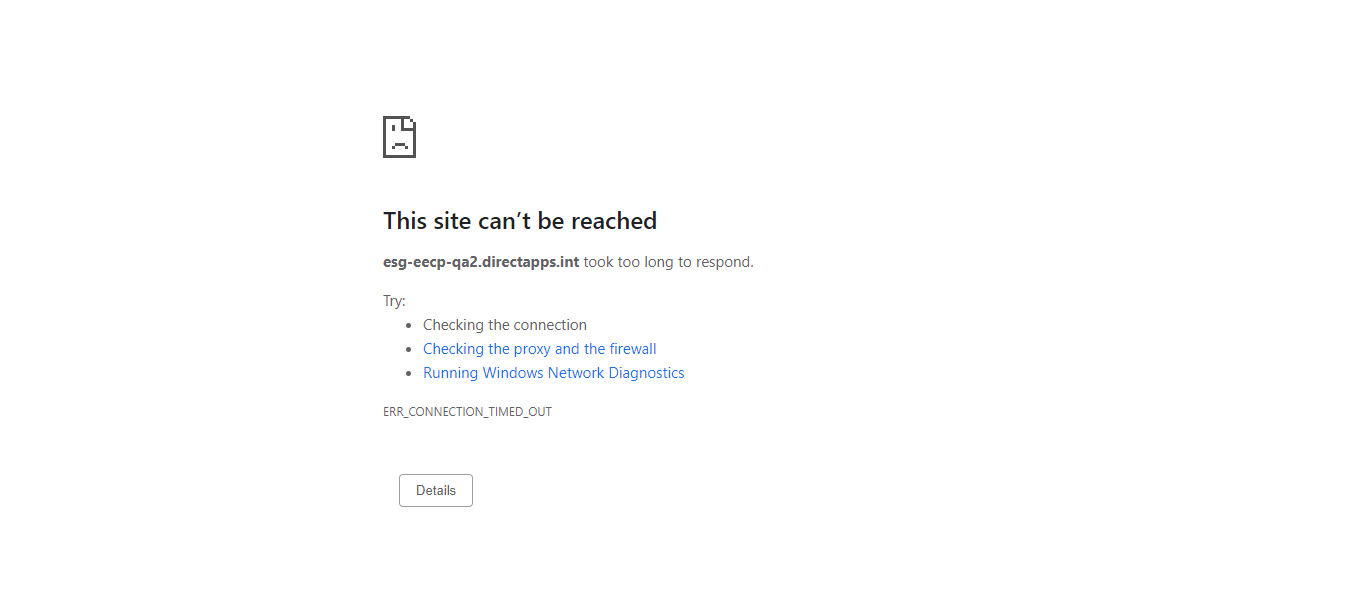 This site can’t be reached
esg-eecp-qa2.directapps.int took too long to respond.
Try:
Checking the connection
Checking the proxy and the firewall
Running Windows Network Diagnostics
ERR_CONNECTION_TIMED_OUT
Details